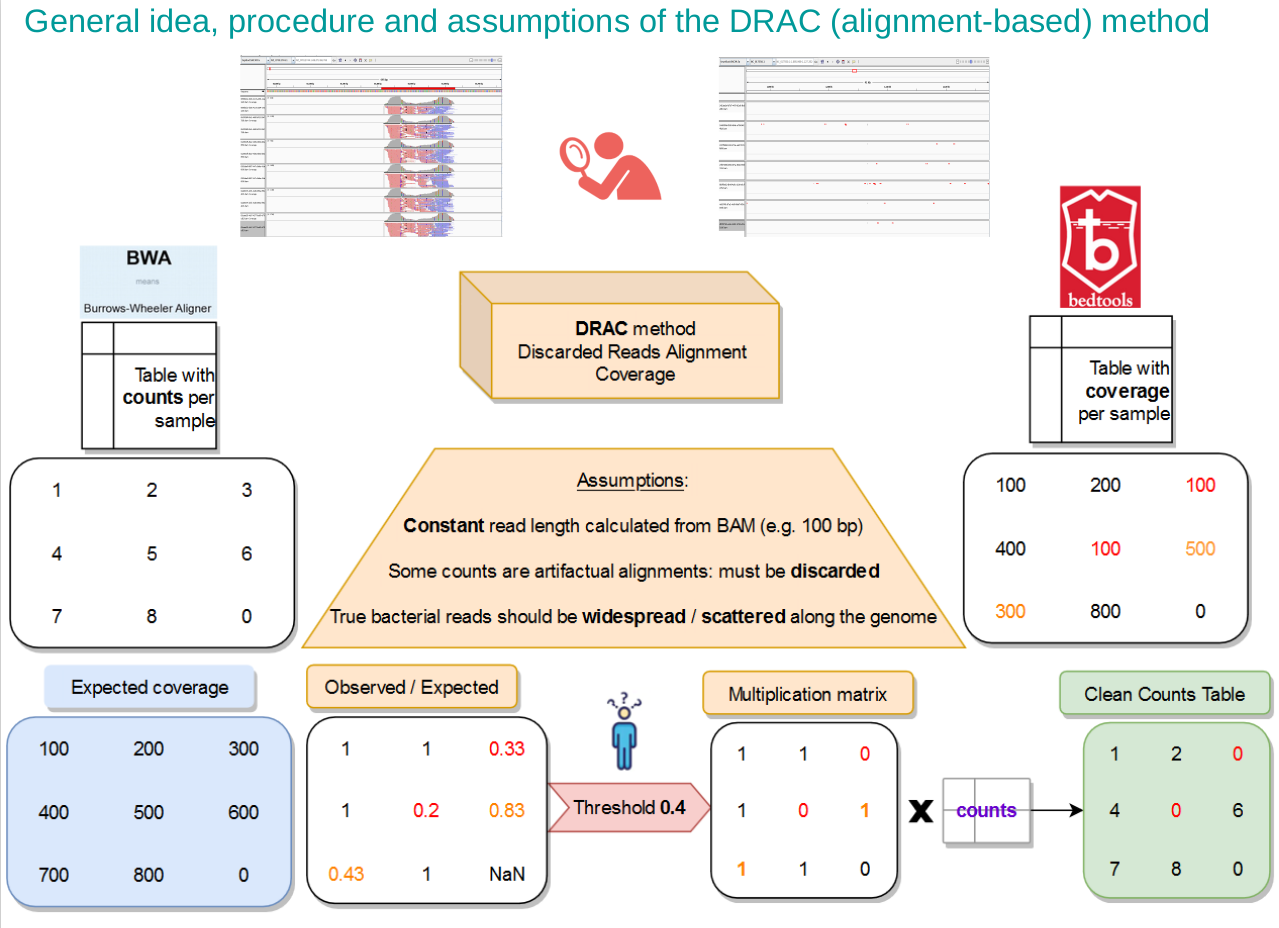 General idea, procedure and assumptions of the DRAC (alignment-based) method
BWA
means
Burrows-Wheeler Aligner
Table with
counts per
sample
DRAC method
Discarded Reads Alignment
Coverage
b
bedtools
Table with
coverage
per sample
1 2 3
4 5 6
7 8 0
Assumptions:
Constant read length calculated from BAM (e.g. 100 bp)
Some counts are artifactual alignments: must be discarded
True bacterial reads should be widespread / scattered along the genome
100 200 100
400 100 500
300 800 0
Expected coverage
100 200 300
400 500 600
700 800 0
Observed / Expected
1 1 0.33
1 0.2 0.83
0.43 1 NaN
? ? ?
Threshold 0.4
Multiplication matrix
1 1 0
1 0 1
1 1 0
x
counts
Clean Counts Table
1 2 0
4 0 6
7 8 0